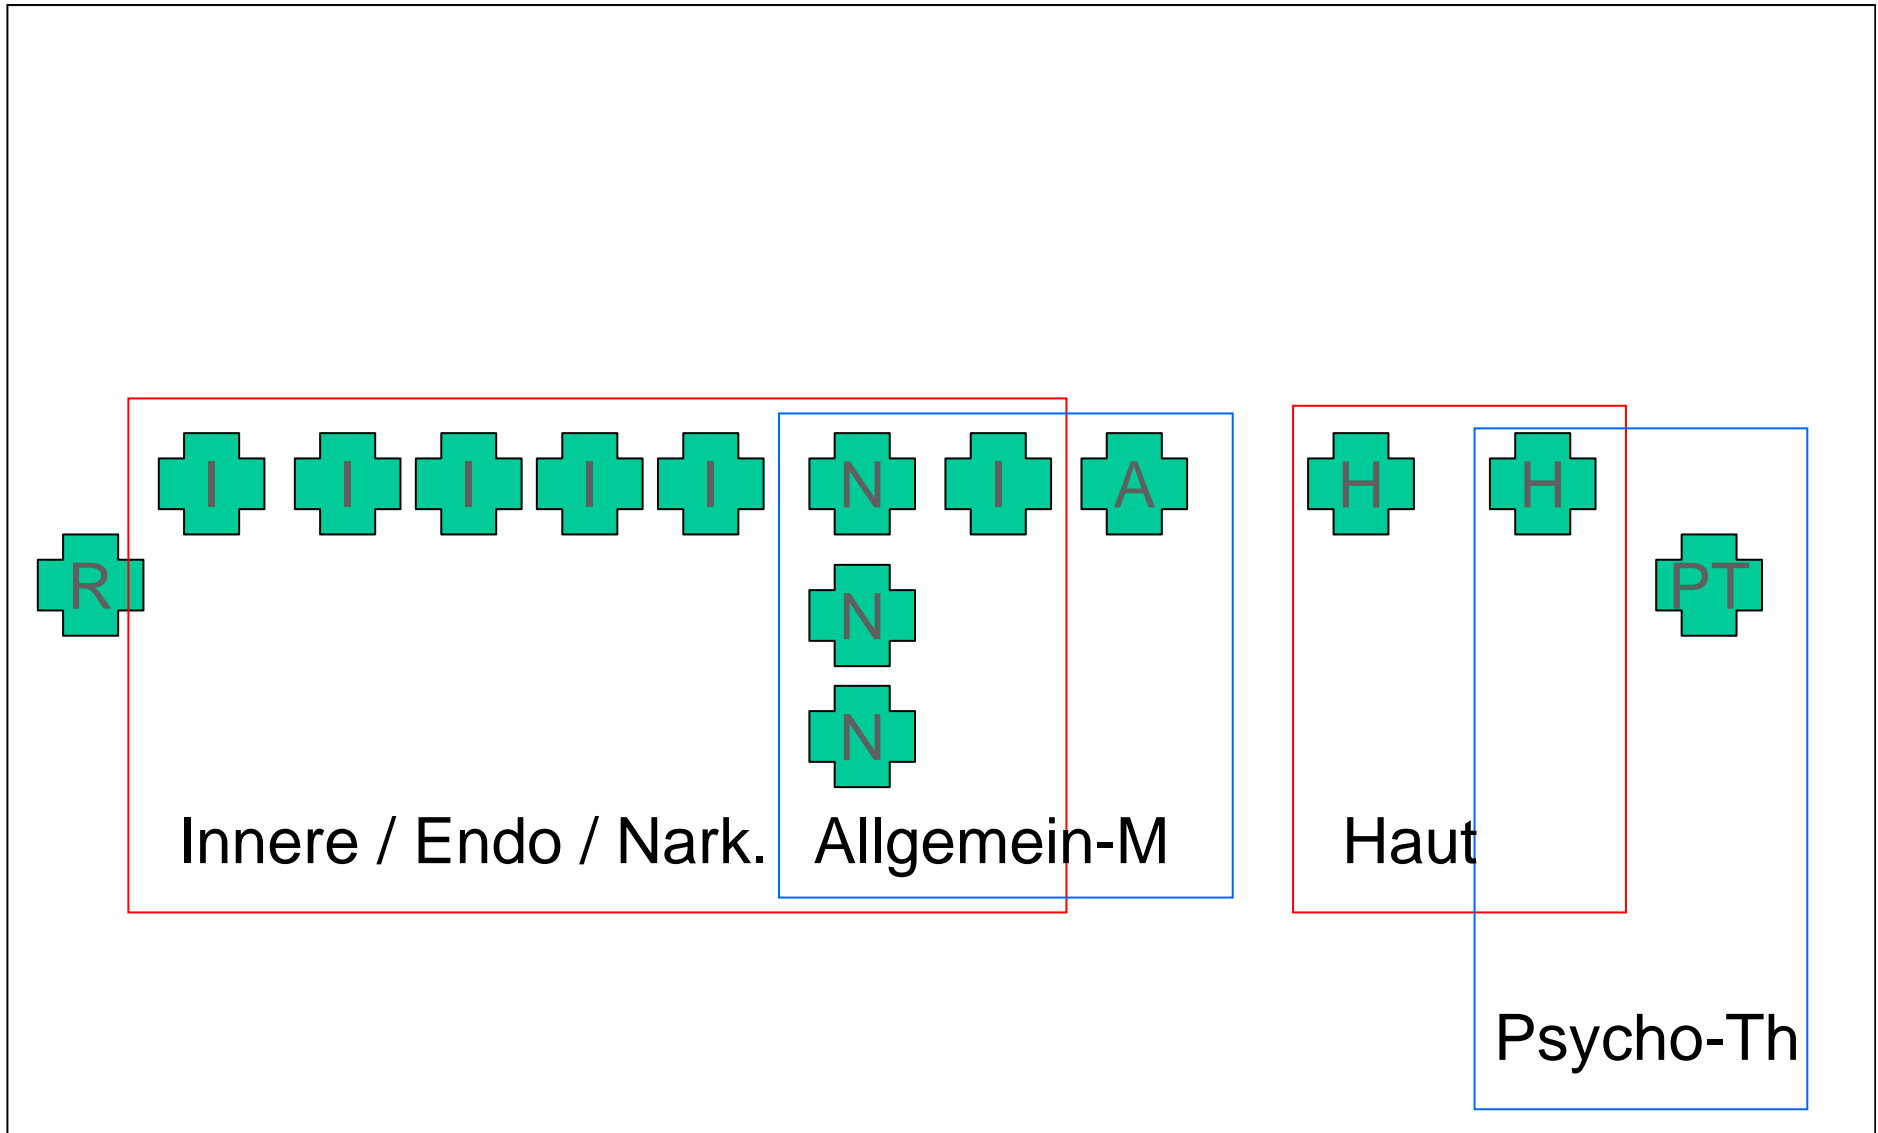 I I I I I N I A H H
R N PT
N
Innere / Endo / Nark. Allgemein-M Haut
Psycho-Th